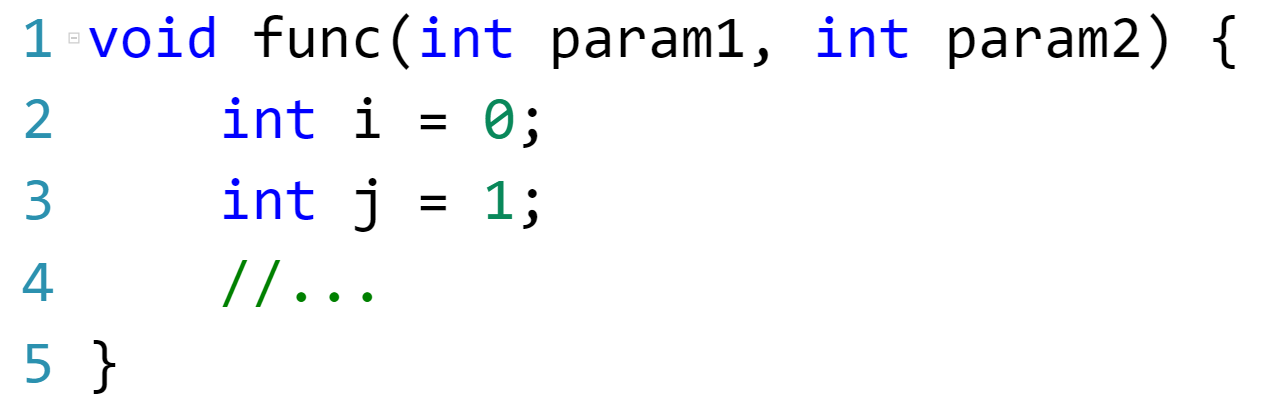 1 void func(int param1, int param2) {
2     int i = 0;
3     int j = 1;
4     //...
5 }